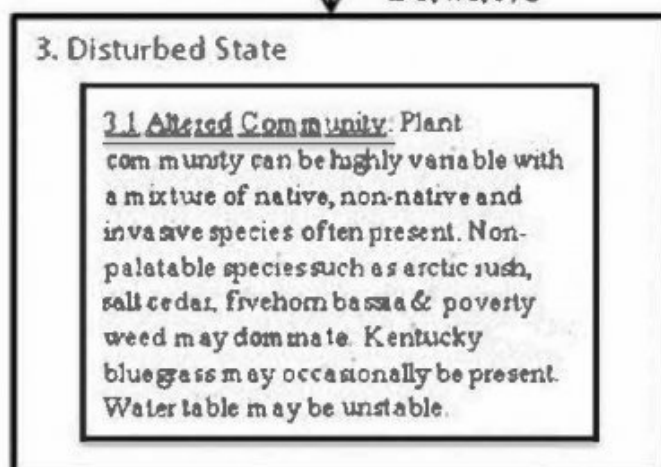 3. Disturbed State
3.1 Altered Community: Plant
community can be highly variable with
a mixture of native, non-native and
invasive species often present. Non-
palatable species such as arctic rush,
salt cedar, fivehorn bassia & poverty
weed may dominate. Kentucky
bluegrass may occasionally be present.
Water table may be unstable.